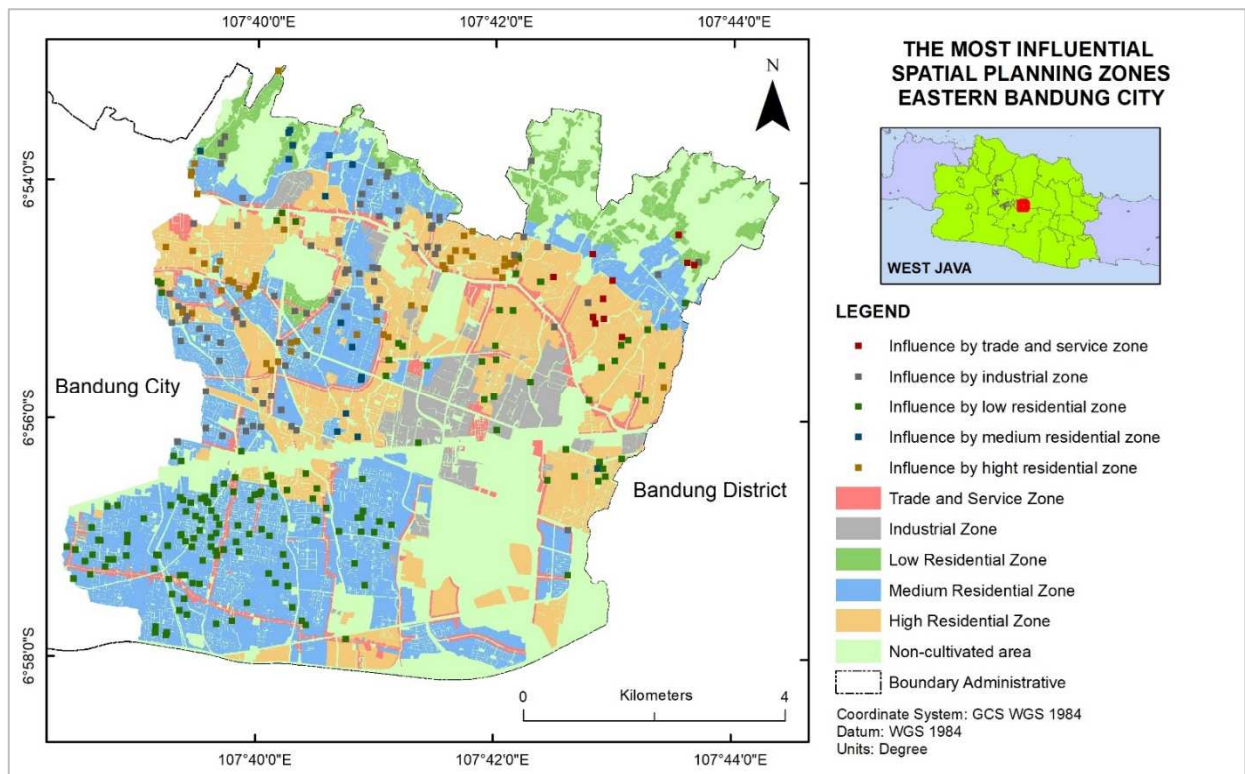 107°40'0"E
107°42'0"E
107°44'0"E
6°54'0"S
6°56'0"S
6°58'0"S
N
Bandung City
Bandung District
0
Kilometers
4
107°40'0"E
107°42'0"E
107°44'0"E
THE MOST INFLUENTIAL
SPATIAL PLANNING ZONES
EASTERN BANDUNG CITY
WEST JAVA
LEGEND
Influence by trade and service zone
Influence by industrial zone
Influence by low residential zone
Influence by medium residential zone
Influence by hight residential zone
Trade and Service Zone
Industrial Zone
Low Residential Zone
Medium Residential Zone
High Residential Zone
Non-cultivated area
Boundary Administrative
Coordinate System: GCS WGS 1984
Datum: WGS 1984
Units: Degree